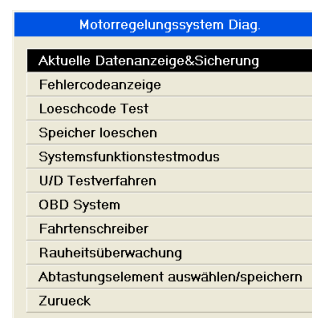 Motorregelungssystem Diag.
Aktuelle Datenanzeige&Sicherung
Fehlercodeanzeige
Loeschcode Test
Speicher loeschen
Systemsfunktionstestmodus
U/D Testverfahren
OBD System
Fahrtenschreiber
Rauheitsüberwachung
Abtastungselement auswählen/speichern
Zurueck